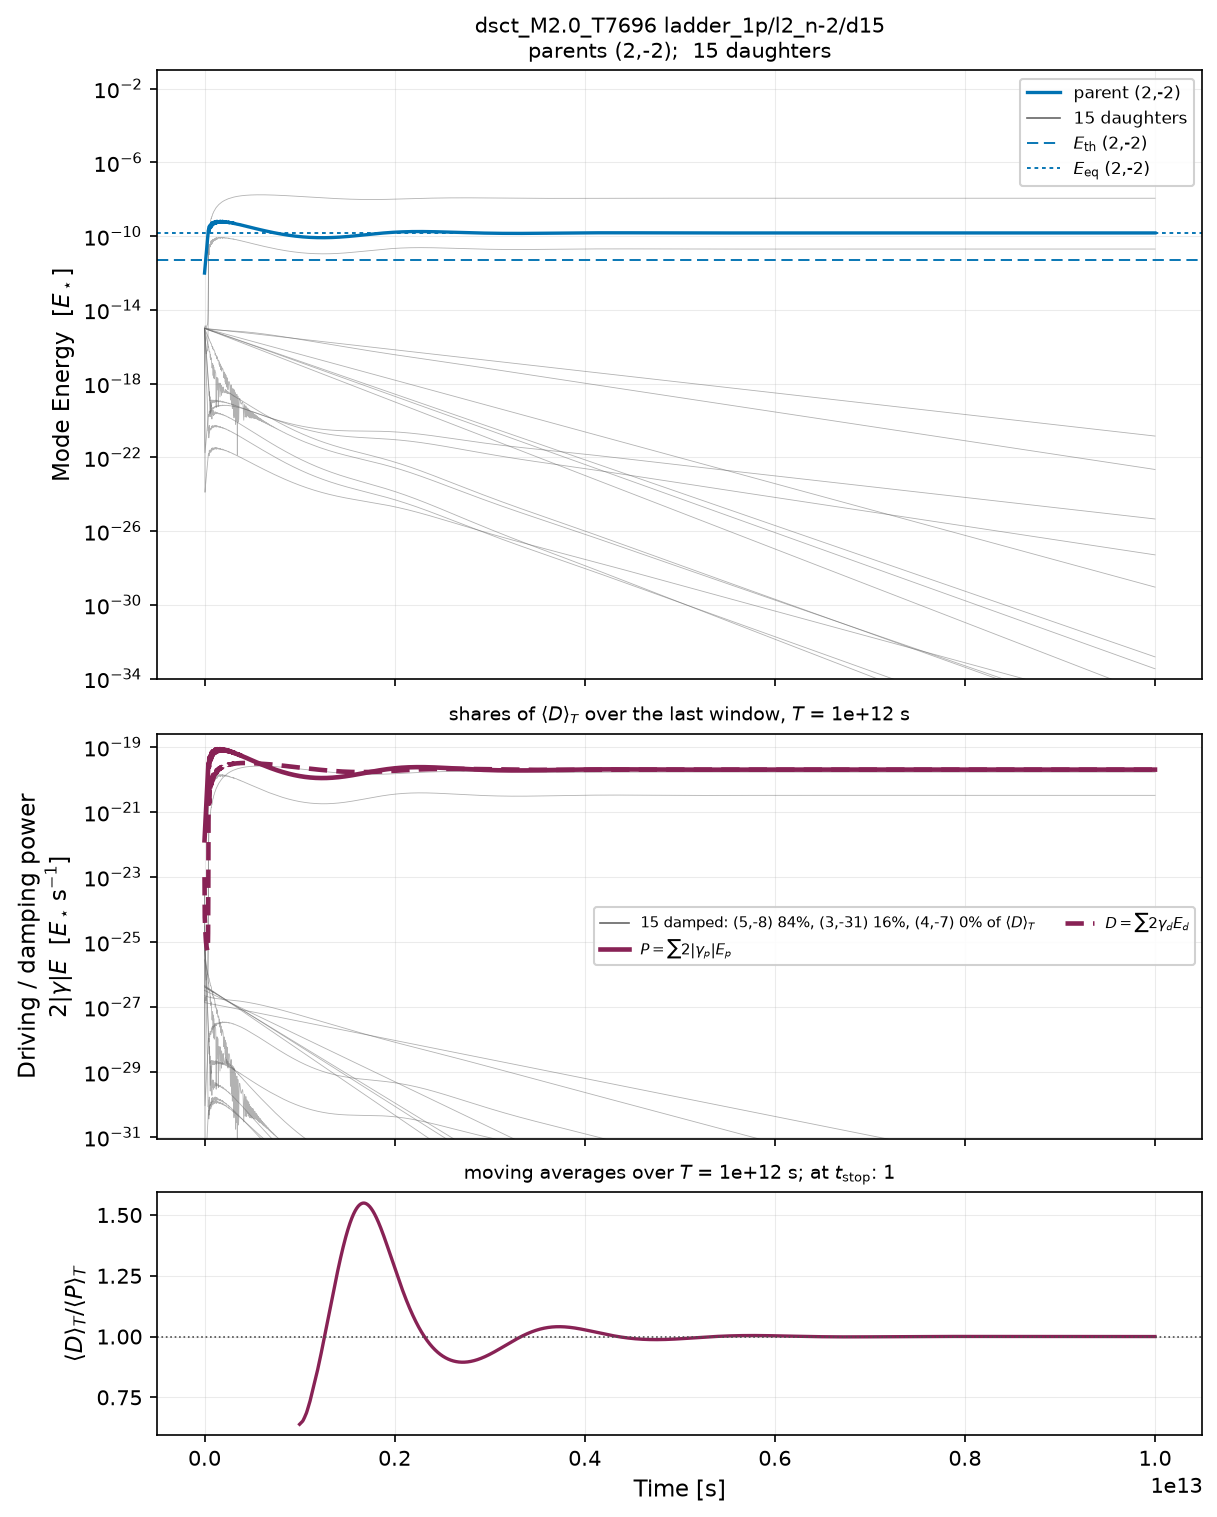 dsct_M2.0_T7696 ladder_1p/l2_n-2/d15
parents (2,-2);  15 daughters
10⁻²
10⁻⁶
10⁻¹⁰
10⁻¹⁴
10⁻¹⁸
10⁻²²
10⁻²⁶
10⁻³⁰
10⁻³⁴
Mode Energy [E⋆]
parent (2,-2)
15 daughters
E_th (2,-2)
E_eq (2,-2)
shares of ⟨D⟩_T over the last window, T = 1e+12 s
10⁻¹⁹
10⁻²¹
10⁻²³
10⁻²⁵
10⁻²⁷
10⁻²⁹
10⁻³¹
Driving / damping power
2|γ|E [E⋆ s⁻¹]
15 damped: (5,-8) 84%, (3,-31) 16%, (4,-7) 0% of ⟨D⟩_T
P = ∑2|γ_p|E_p
D = ∑2γ_dE_d
moving averages over T = 1e+12 s; at t_stop: 1
1.50
1.25
1.00
0.75
⟨D⟩_T/⟨P⟩_T
0.0
0.2
0.4
0.6
0.8
1.0
1e13
Time [s]